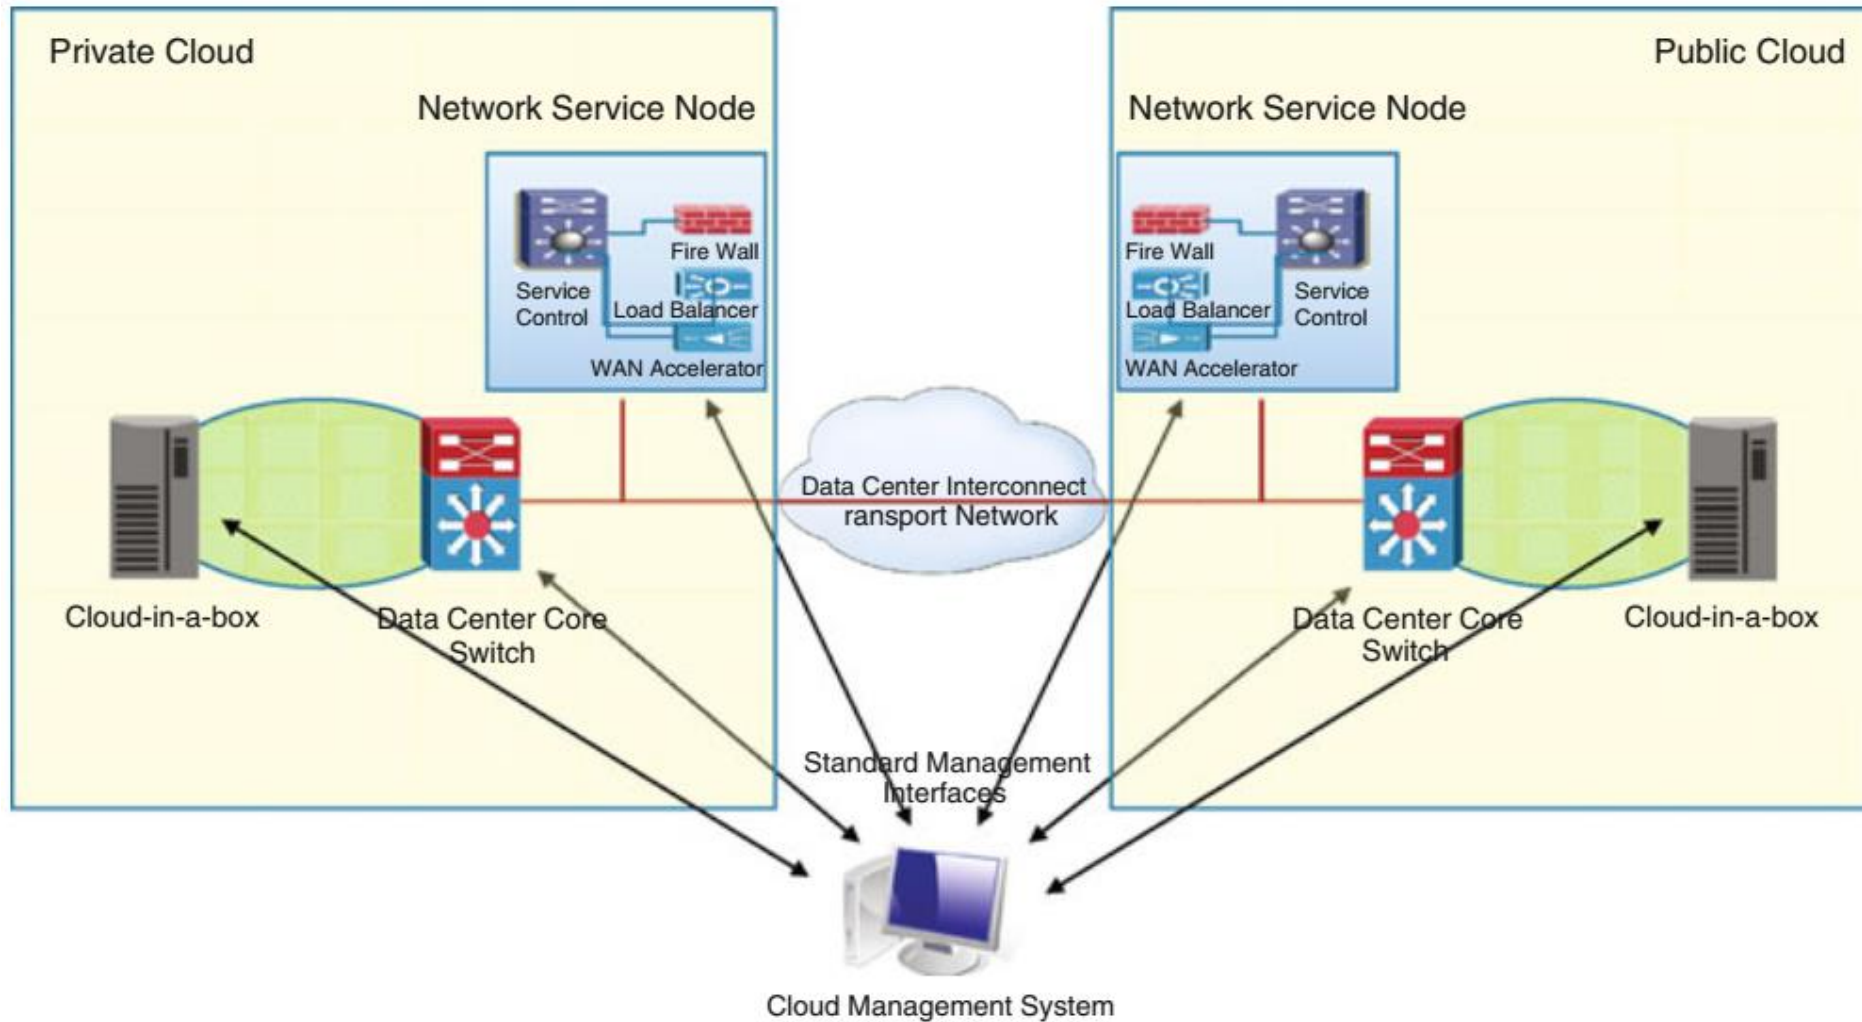 Private Cloud
Public Cloud
Network Service Node
Network Service Node
Fire Wall
Service
Control
Load Balancer
WAN Accelerator
Fire Wall
Service
Control
Load Balancer
WAN Accelerator
Data Center Interconnect
ransport Network
Cloud-in-a-box
Data Center Core
Switch
Data Center Core
Switch
Cloud-in-a-box
Standard Management
Interfaces
Cloud Management System